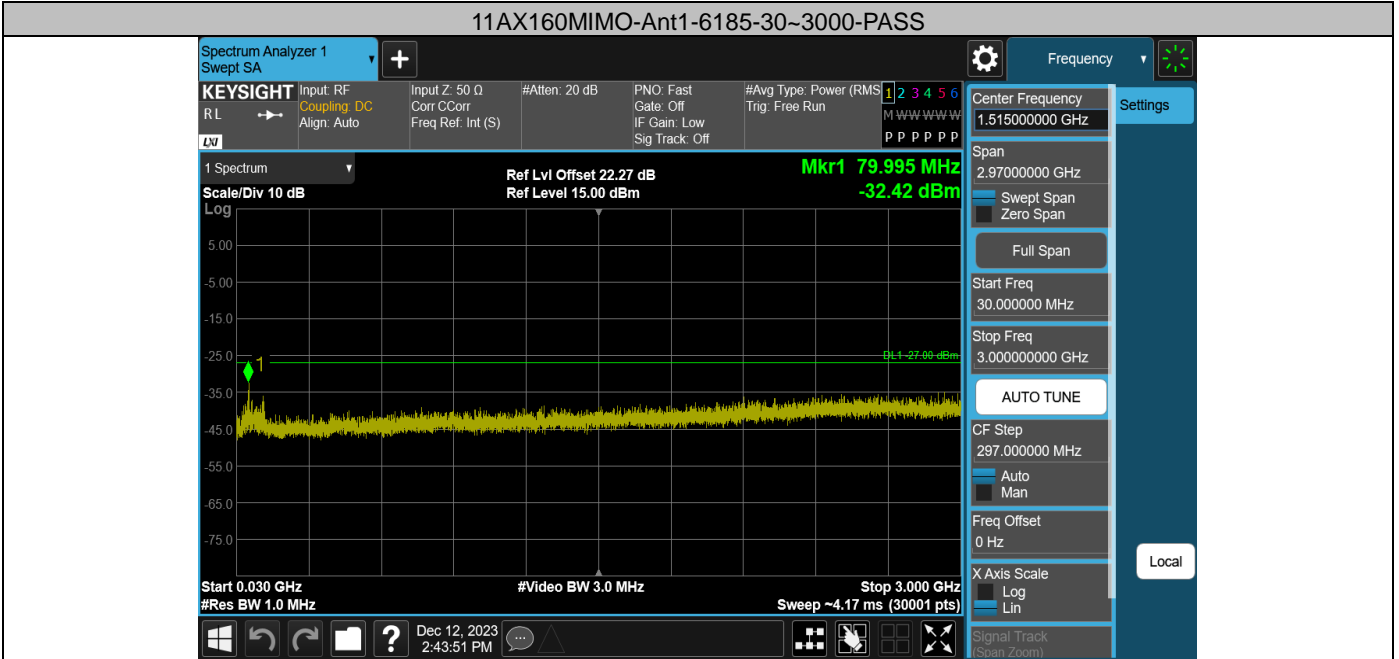 11AX160MIMO-Ant1-6185-30~3000-PASS
Spectrum Analyzer 1
Swept SA
+
Frequency
KEYSIGHT
RL
LXI
Input: RF
Coupling: DC
Align: Auto
Input Z: 50 Ω
Corr CCorr
Freq Ref: Int (S)
#Atten: 20 dB
PNO: Fast
Gate: Off
IF Gain: Low
Sig Track: Off
#Avg Type: Power (RMS
Trig: Free Run
1 2 3 4 5 6
M W W W W W
P P P P P P
1 Spectrum
Scale/Div 10 dB
Log
Ref Lvl Offset 22.27 dB
Ref Level 15.00 dBm
Mkr1 79.995 MHz
-32.42 dBm
5.00
-5.00
-15.0
-25.0
-35.0
-45.0
-55.0
-65.0
-75.0
1
DL1 -27.00 dBm
Start 0.030 GHz
#Res BW 1.0 MHz
#Video BW 3.0 MHz
Stop 3.000 GHz
Sweep ~4.17 ms (30001 pts)
Center Frequency
1.515000000 GHz
Settings
Span
2.97000000 GHz
Swept Span
Zero Span
Full Span
Start Freq
30.000000 MHz
Stop Freq
3.000000000 GHz
AUTO TUNE
CF Step
297.000000 MHz
Auto
Man
Freq Offset
0 Hz
X Axis Scale
Log
Lin
Signal Track
(Span Zoom)
Local
?
Dec 12, 2023
2:43:51 PM